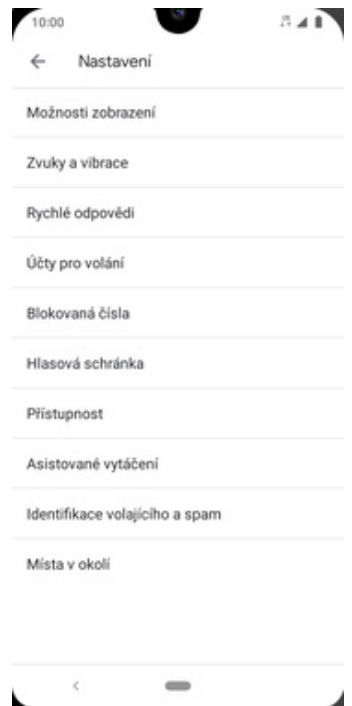 10:00
Nastavení
Možnosti zobrazení
Zvuky a vibrace
Rychlé odpovědi
Účty pro volání
Blokovaná čísla
Hlasová schránka
Přístupnost
Asistované vytáčení
Identifikace volajícího a spam
Místa v okolí